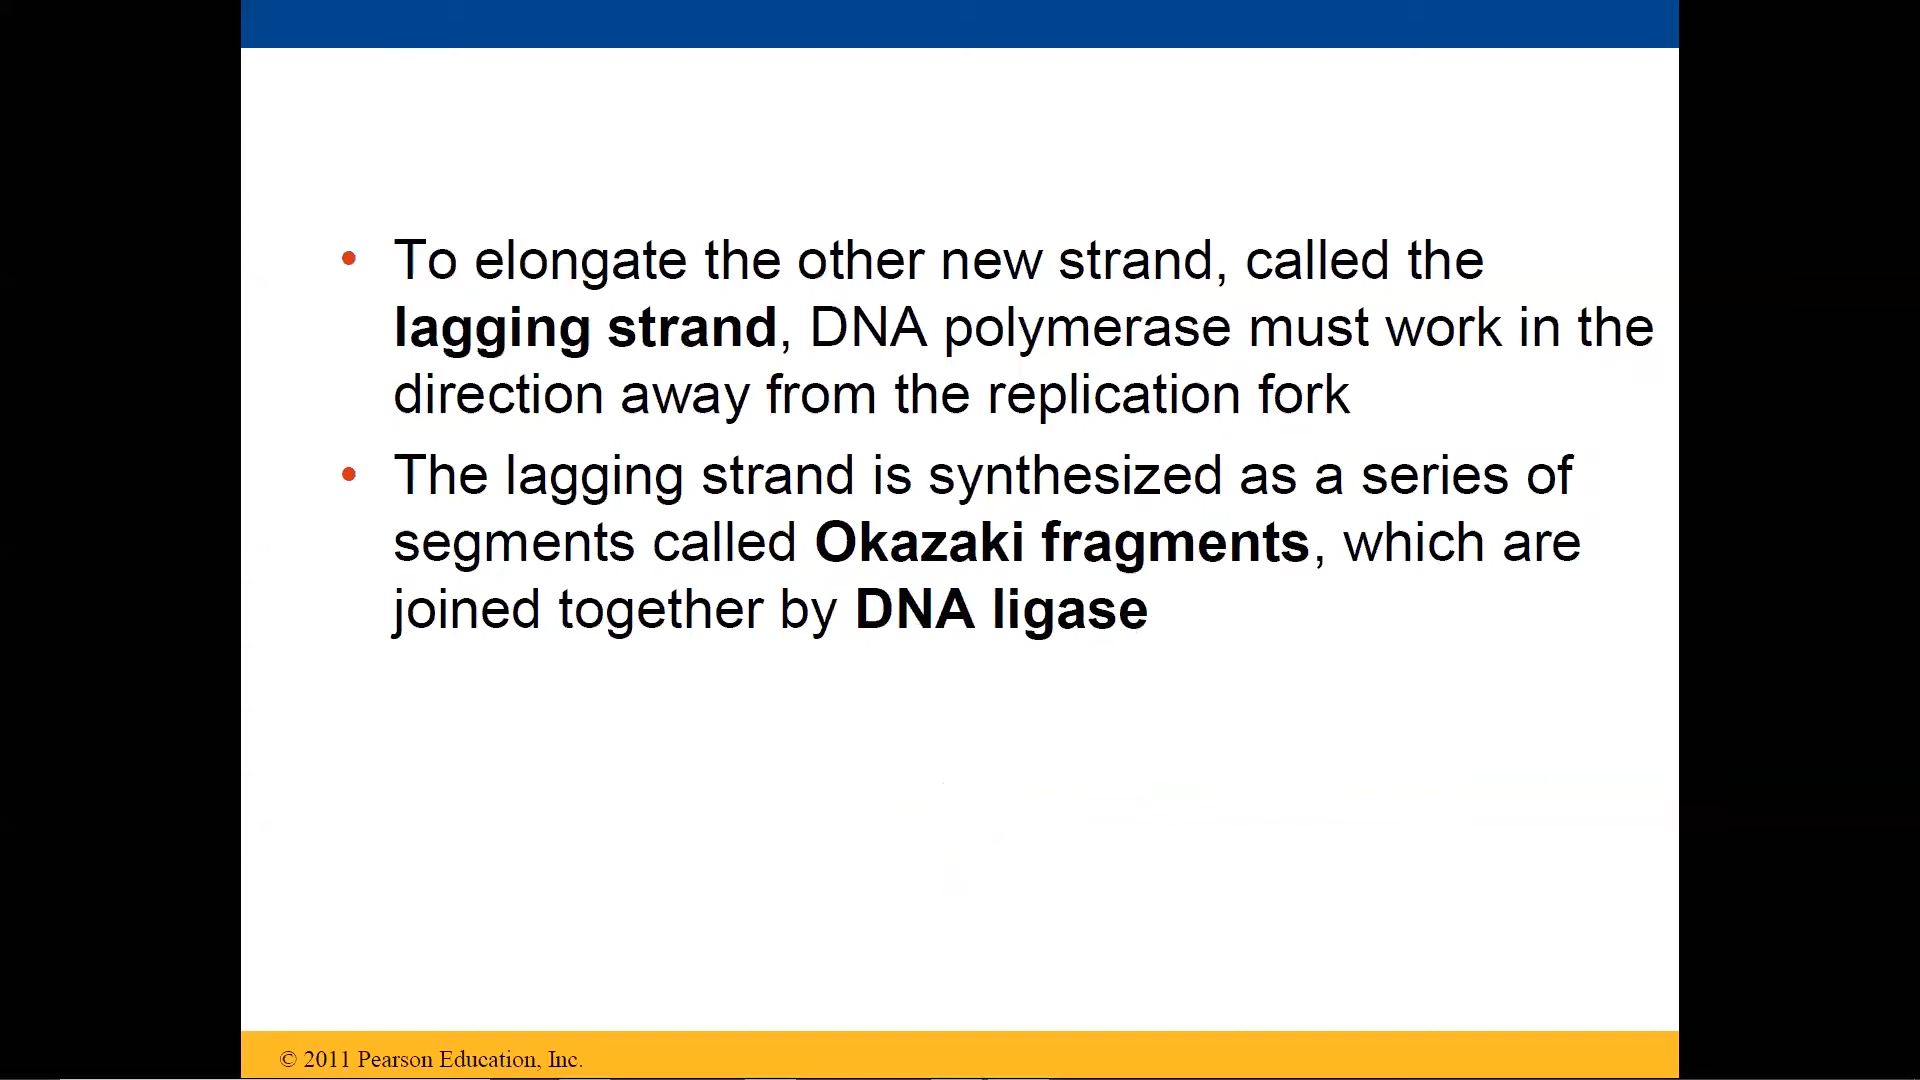 • To elongate the other new strand, called the
lagging strand, DNA polymerase must work in the
direction away from the replication fork
• The lagging strand is synthesized as a series of
segments called Okazaki fragments, which are
joined together by DNA ligase
© 2011 Pearson Education, Inc.